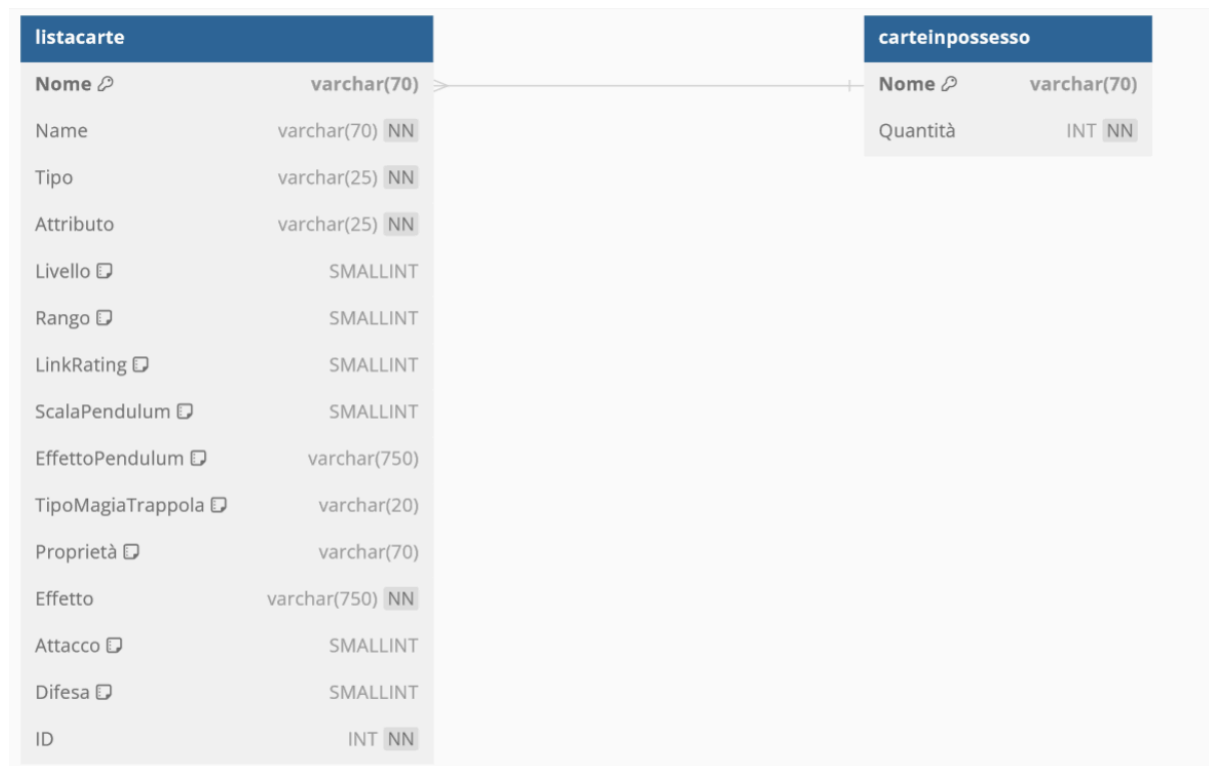 listacarte
Nome varchar(70)
Name varchar(70) NN
Tipo varchar(25) NN
Attributo varchar(25) NN
Livello SMALLINT
Rango SMALLINT
LinkRating SMALLINT
ScalaPendulum SMALLINT
EffettoPendulum varchar(750)
TipoMagiaTrappola varchar(20)
Proprietà varchar(70)
Effetto varchar(750) NN
Attacco SMALLINT
Difesa SMALLINT
ID INT NN
carteinpossesso
Nome varchar(70)
Quantità INT NN